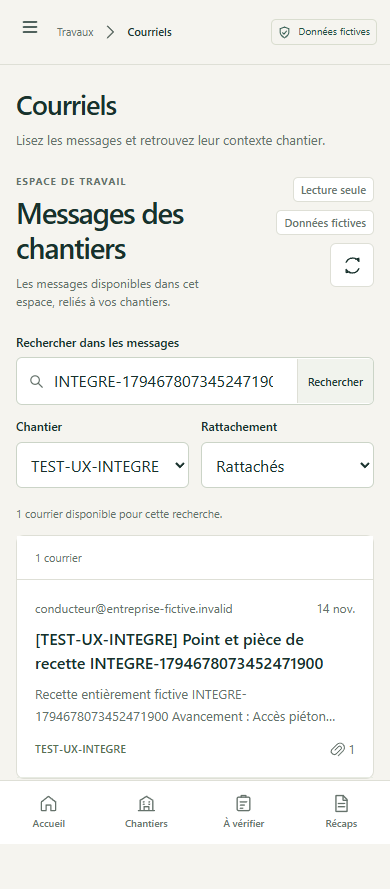 Travaux > Courriels
Données fictives
Courriels
Lisez les messages et retrouvez leur contexte chantier.
ESPACE DE TRAVAIL
Lecture seule
Messages des
chantiers
Données fictives
Les messages disponibles dans cet
espace, reliés à vos chantiers.
Rechercher dans les messages
INTEGRE-179467807345247190
Rechercher
Chantier
Rattachement
TEST-UX-INTEGRE
Rattachés
1 courrier disponible pour cette recherche.
1 courrier
conducteur@entreprise-fictive.invalid
14 nov.
[TEST-UX-INTEGRE] Point et pièce de
recette INTEGRE-1794678073452471900
Recette entièrement fictive INTEGRE-
1794678073452471900 Avancement : Accès piéton...
TEST-UX-INTEGRE
1
Accueil
Chantiers
À vérifier
Récaps